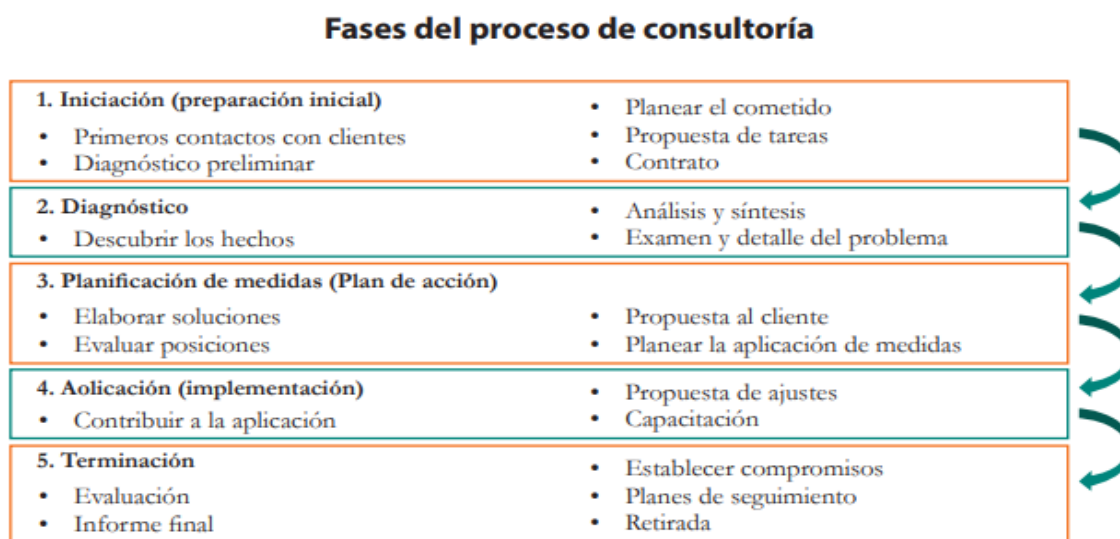 Fases del proceso de consultoría
1. Iniciación (preparación inicial)
• Primeros contactos con clientes
• Diagnóstico preliminar
• Planear el cometido
• Propuesta de tareas
• Contrato
2. Diagnóstico
• Descubrir los hechos
• Análisis y síntesis
• Examen y detalle del problema
3. Planificación de medidas (Plan de acción)
• Elaborar soluciones
• Evaluar posiciones
• Propuesta al cliente
• Planear la aplicación de medidas
4. Aolicación (implementación)
• Contribuir a la aplicación
• Propuesta de ajustes
• Capacitación
5. Terminación
• Evaluación
• Informe final
• Establecer compromisos
• Planes de seguimiento
• Retirada